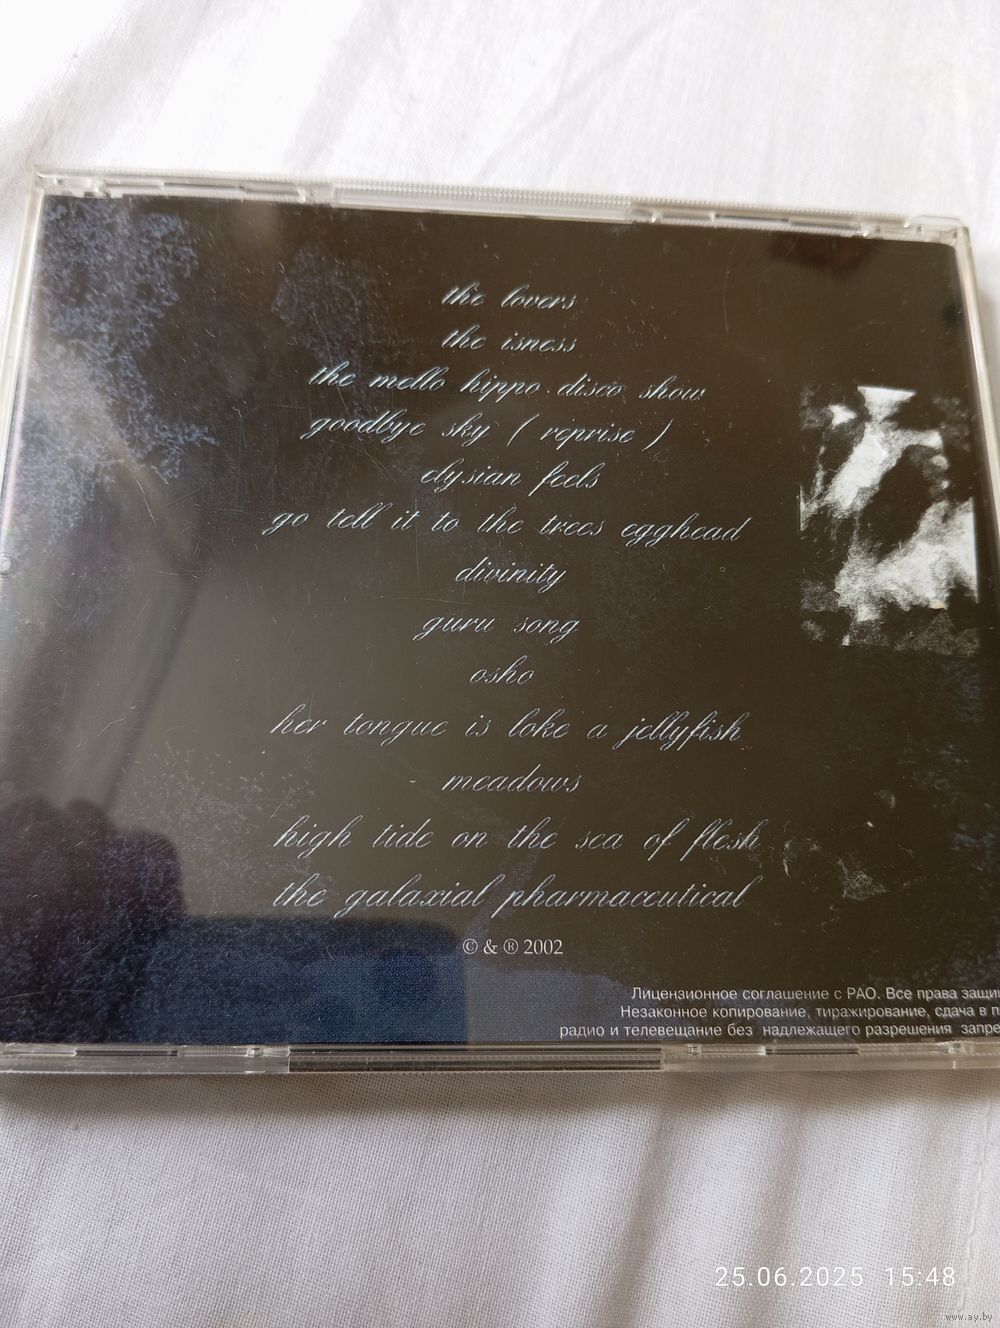 the lovers
the isness
the mello hippo disco show
goodbye sky ( reprise )
elysian feels
go tell it to the trees egghead
divinity
guru song
osho
her tongue is loke a jellyfish
meadows
high tide on the sea of flesh
the galaxial pharmaceutical
© & ® 2002
Лицензионное соглашение с РАО. Все права защи
Незаконное копирование, тиражирование, сдача в п
радио и телевещание без надлежащего разрешения запре
25.06.2025 15:48
www.ay.by